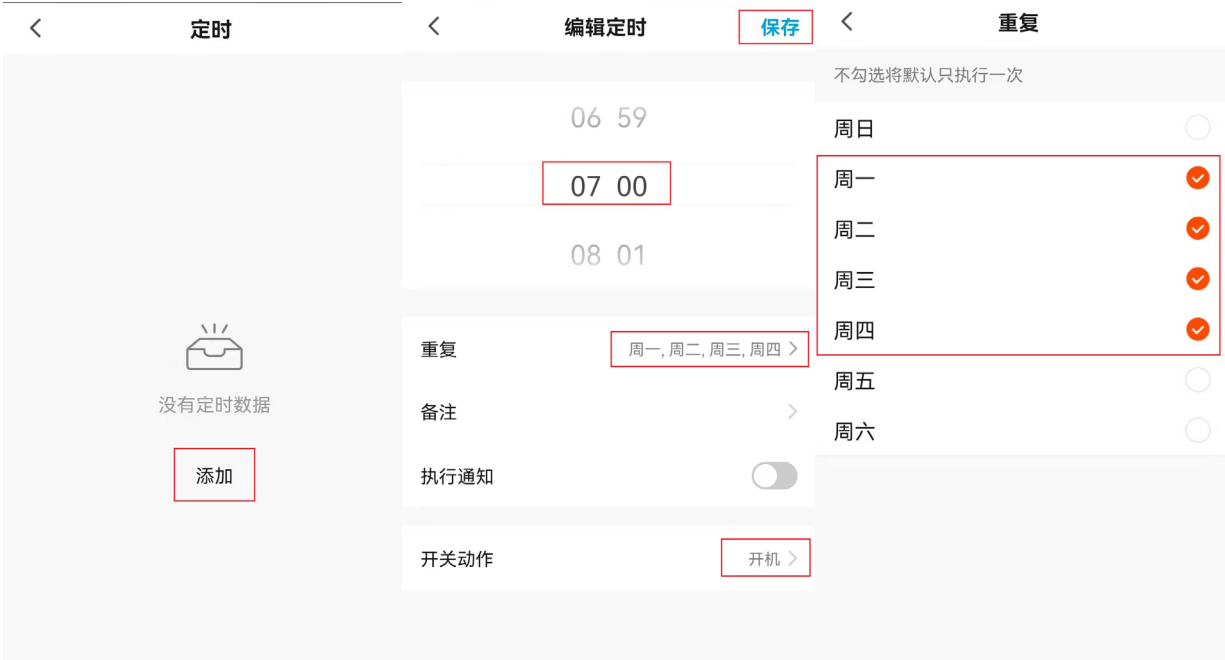 定时
没有定时数据
添加
编辑定时
保存
06 59
07 00
08 01
重复
周一, 周二, 周三, 周四
备注
执行通知
开关动作
开机
重复
不勾选将默认只执行一次
周日
周一
周二
周三
周四
周五
周六